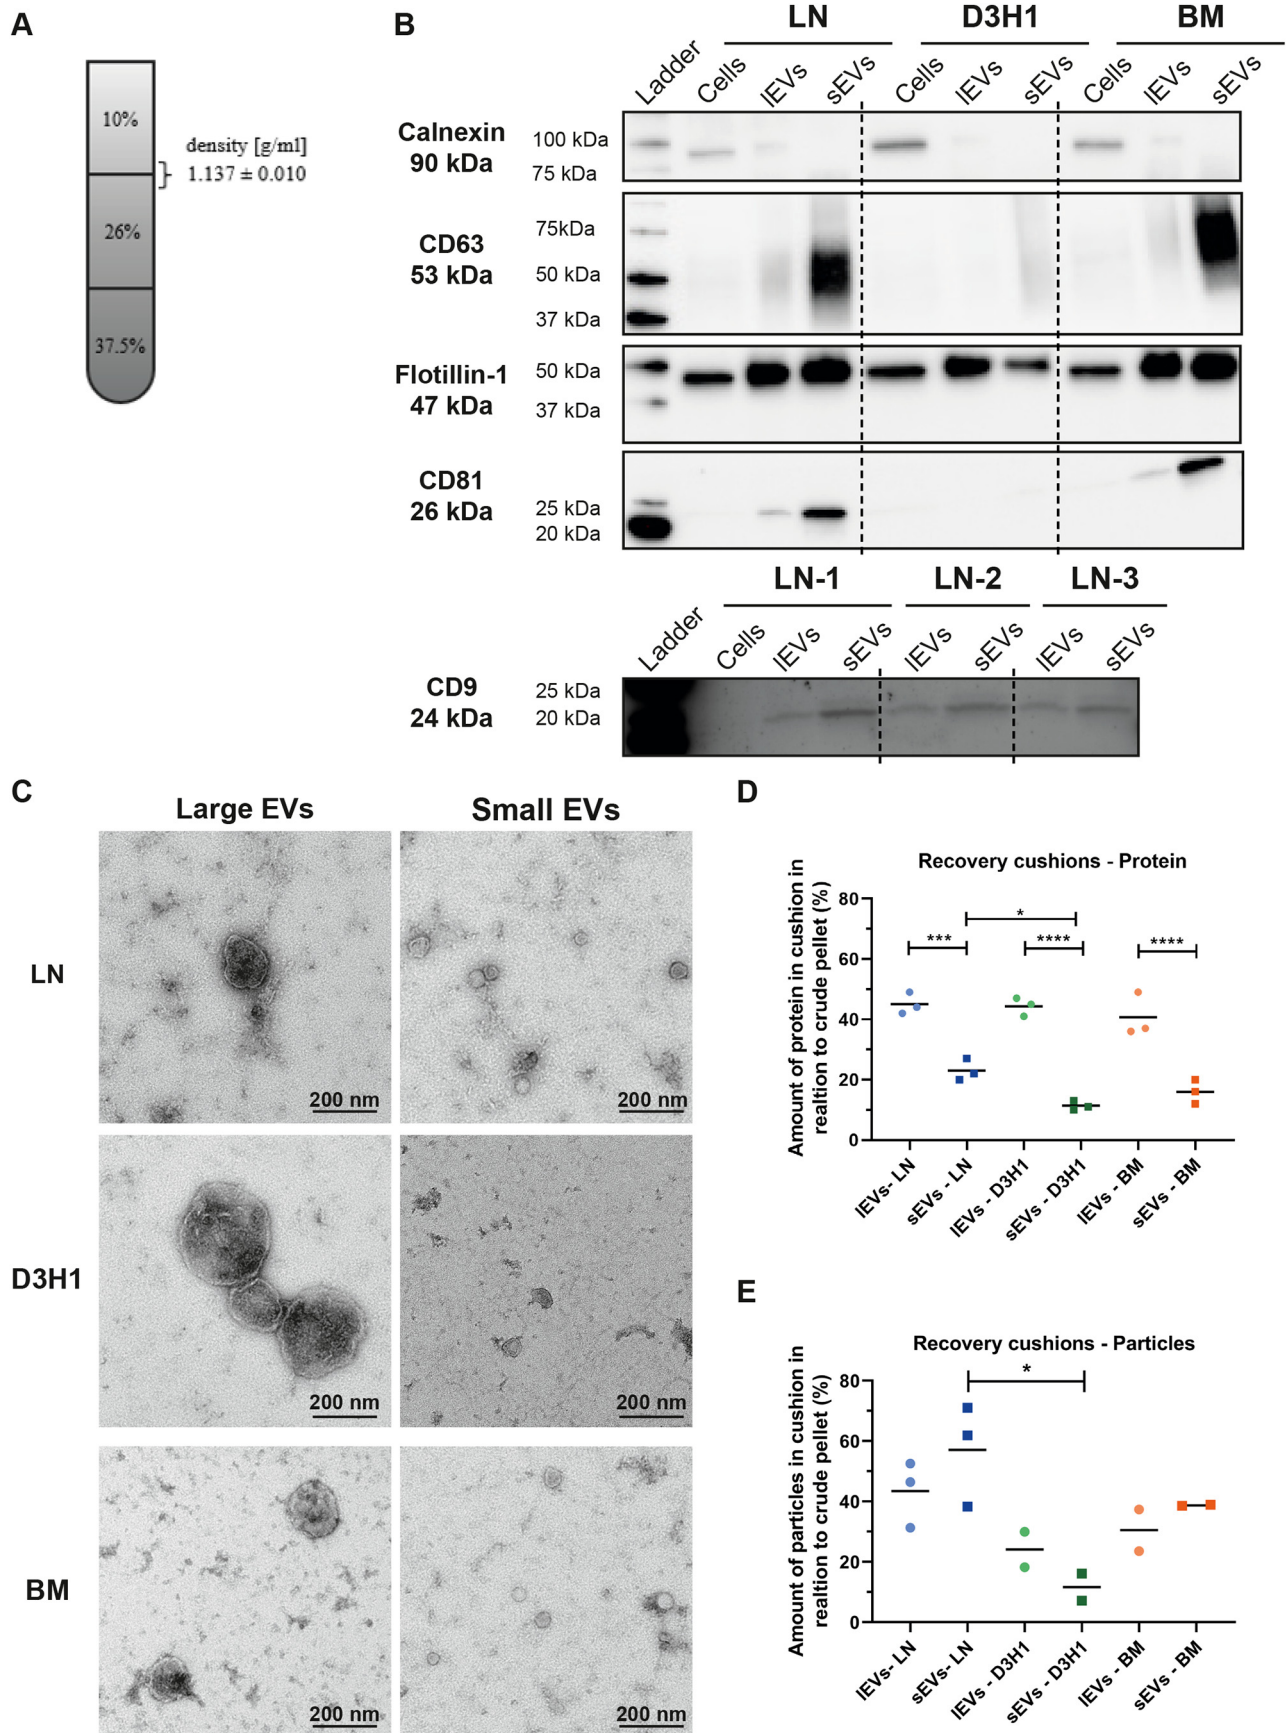 A
10%
26%
37.5%
density [g/ml]
1.137 ± 0.010
B
LN
D3H1
BM
Ladder
Cells
lEVs
sEVs
Cells
lEVs
sEVs
Cells
lEVs
sEVs
Calnexin
90 kDa
100 kDa
75 kDa
CD63
53 kDa
75kDa
50 kDa
37 kDa
Flotillin-1
47 kDa
50 kDa
37 kDa
CD81
26 kDa
25 kDa
20 kDa
LN-1
LN-2
LN-3
Ladder
Cells
lEVs
sEVs
lEVs
sEVs
lEVs
sEVs
CD9
24 kDa
25 kDa
20 kDa
C
Large EVs
Small EVs
LN
200 nm
200 nm
D3H1
200 nm
200 nm
BM
200 nm
200 nm
D
Recovery cushions - Protein
Amount of protein in cushion in
realtion to crude pellet (%)
80
60
40
20
0
***
*
****
****
lEVs- LN
sEVs - LN
lEVs - D3H1
sEVs - D3H1
lEVs - BM
sEVs - BM
E
Recovery cushions - Particles
Amount of particles in cushion in
realtion to crude pellet (%)
80
60
40
20
0
*
lEVs- LN
sEVs - LN
lEVs - D3H1
sEVs - D3H1
lEVs - BM
sEVs - BM